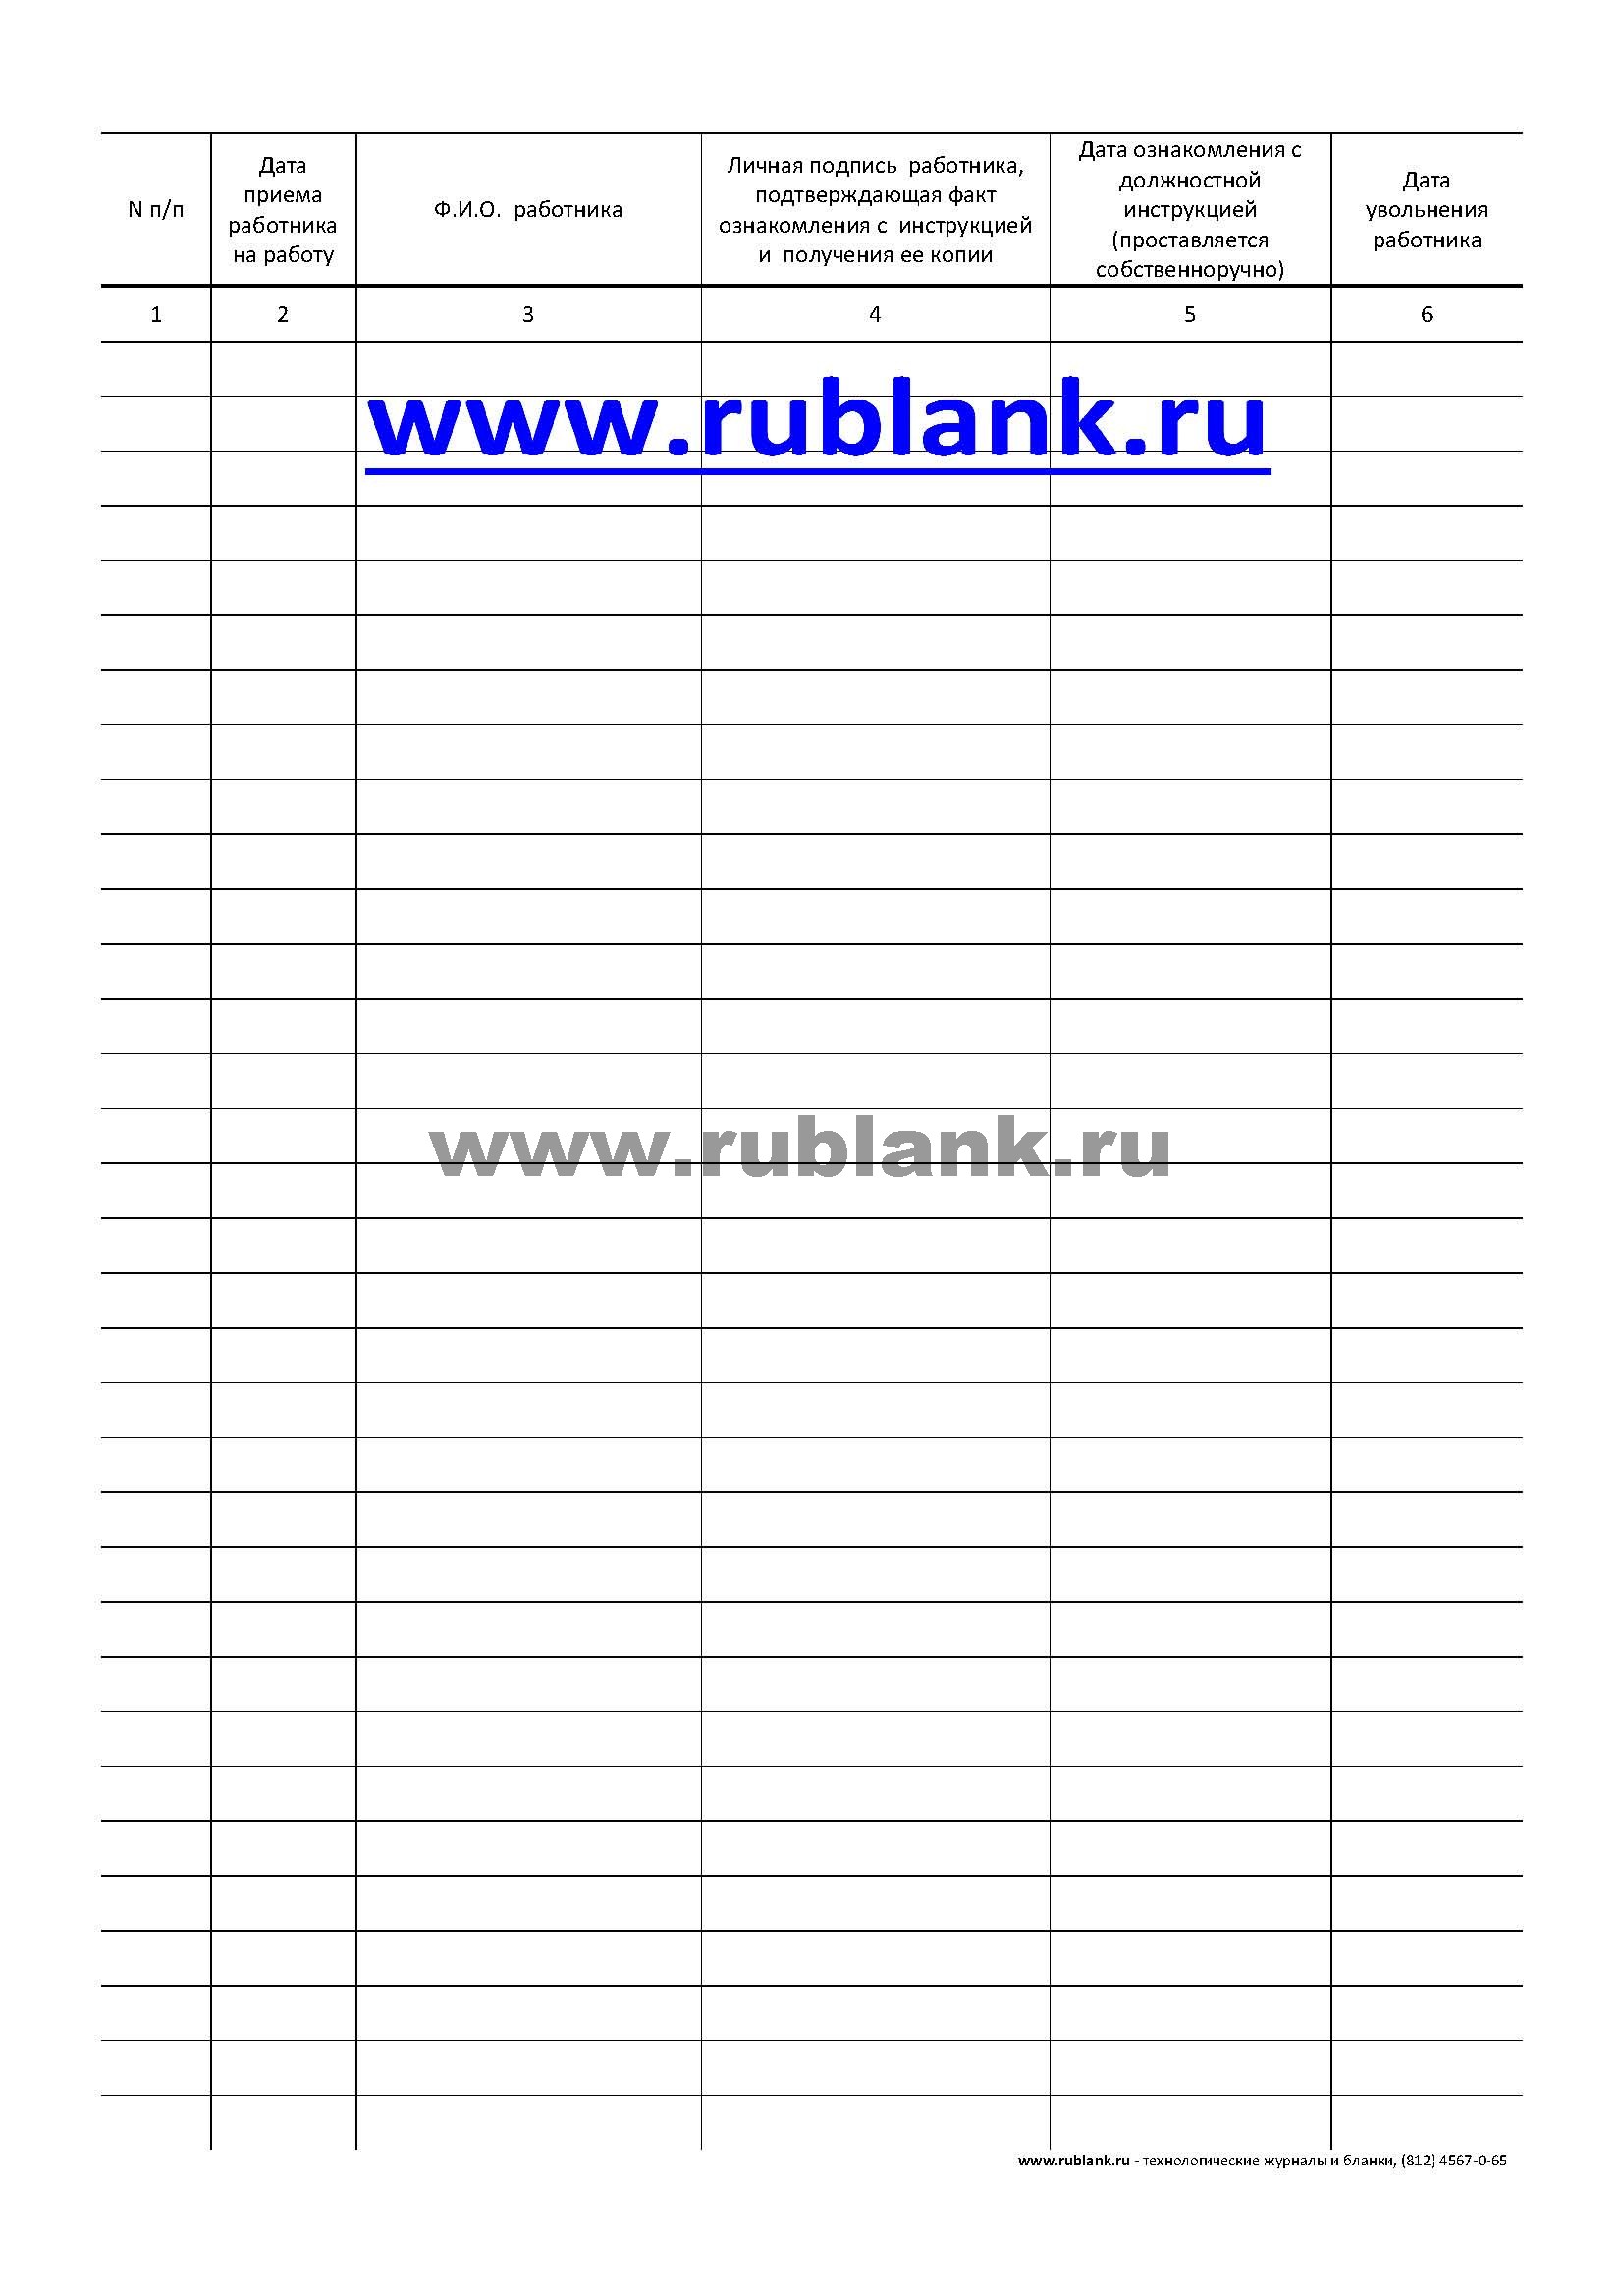 N п/п
Дата
приема
работника
на работу
Ф.И.О. работника
Личная подпись работника,
подтверждающая факт
ознакомления с инструкцией
и получения ее копии
Дата ознакомления с
должностной
инструкцией
(проставляется
собственноручно)
Дата
увольнения
работника
1 2 3 4 5 6
www.rublank.ru
www.rublank.ru
www.rublank.ru - технологические журналы и бланки, (812) 4567-0-65